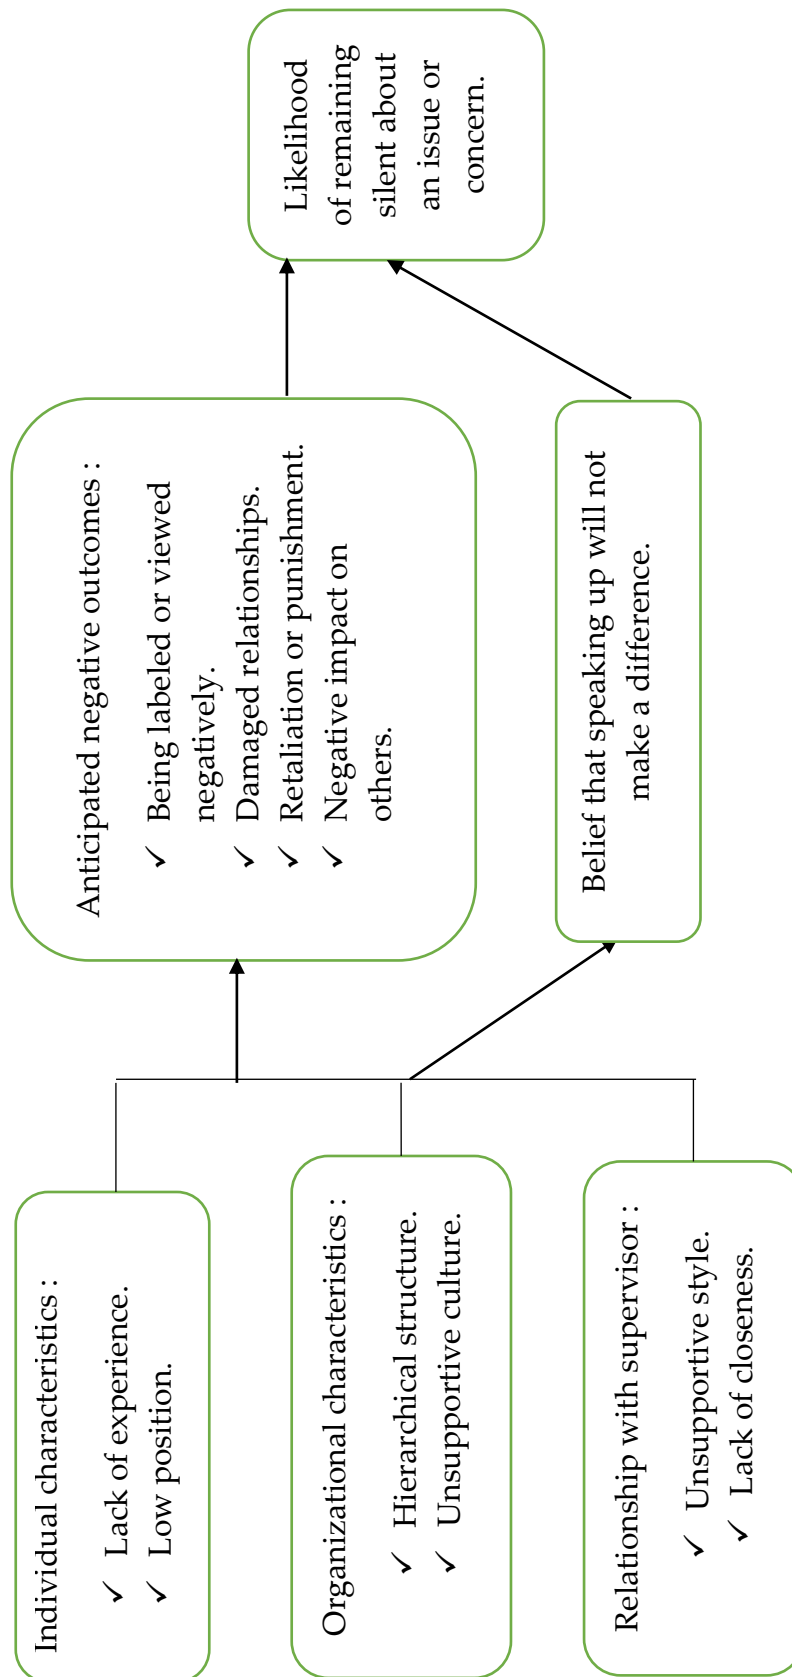 Individual characteristics :
✓ Lack of experience.
✓ Low position.
Organizational characteristics :
✓ Hierarchical structure.
✓ Unsupportive culture.
Relationship with supervisor :
✓ Unsupportive style.
✓ Lack of closeness.
Anticipated negative outcomes :
✓ Being labeled or viewed
negatively.
✓ Damaged relationships.
✓ Retaliation or punishment.
✓ Negative impact on
others.
Belief that speaking up will not
make a difference.
Likelihood
of remaining
silent about
an issue or
concern.